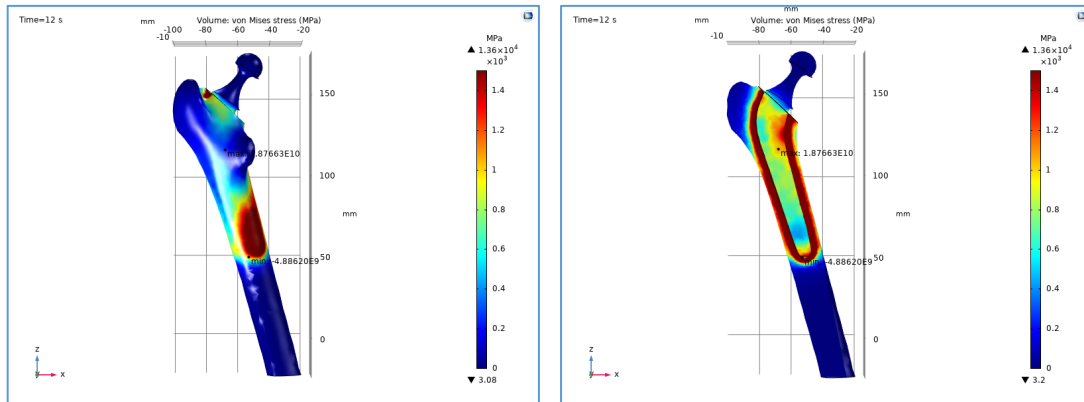 Time=12 s
mm
Volume: von Mises stress (MPa)
-100
-80
-60
-40
-20
-10
mm
MPa
▲ 1.36×10⁴
×10³
1.4
1.2
1
0.8
0.6
0.4
0.2
0
▼ 3.08
150
100
mm
50
0
max: 1.87663E10
min: -4.88620E9
z
y
x
Time=12 s
mm
mm
Volume: von Mises stress (MPa)
-80
-60
-40
-20
-10
MPa
▲ 1.36×10⁴
×10³
1.4
1.2
1
0.8
0.6
0.4
0.2
0
▼ 3.2
150
100
mm
50
0
max: 1.87663E10
min: -4.88620E9
z
y
x